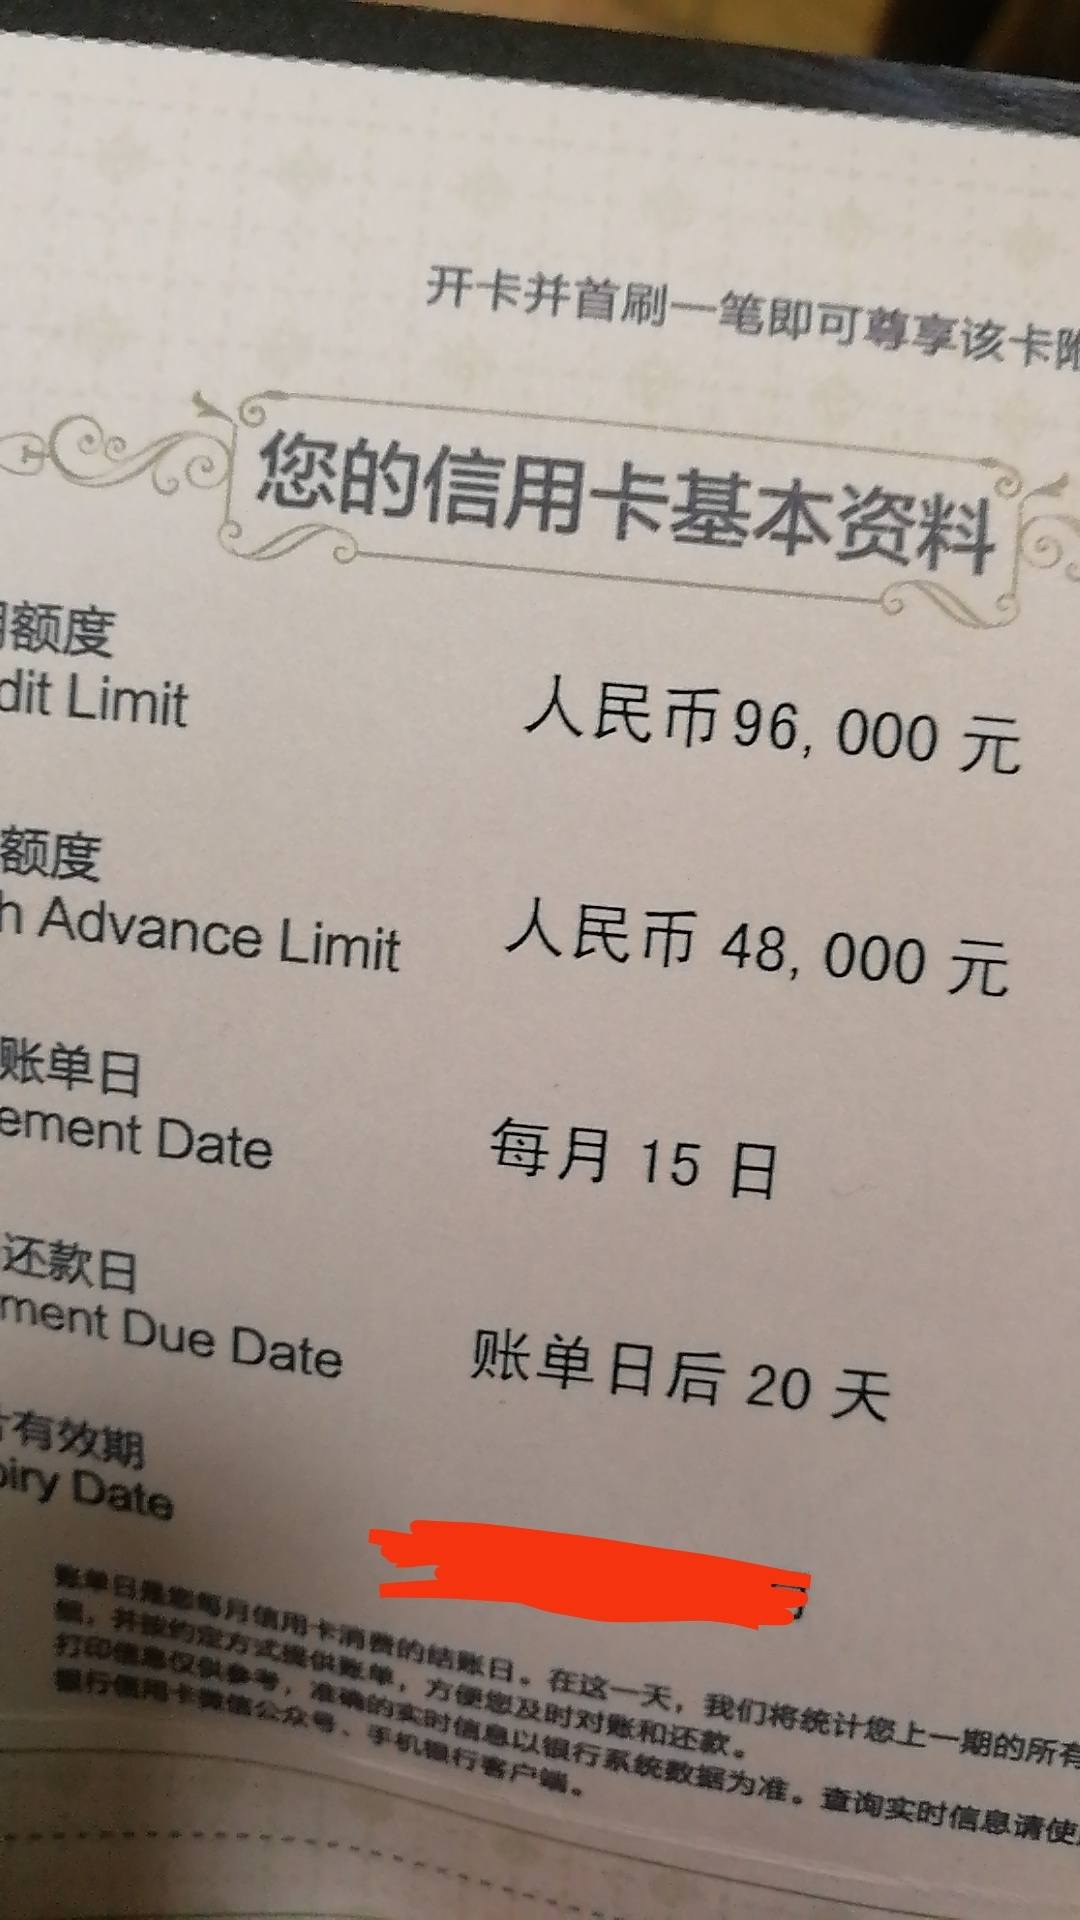 开卡并首刷一笔即可尊享该卡附
您的信用卡基本资料
用额度
dit Limit
人民币96,000 元
额度
h Advance Limit
人民币 48,000 元
账单日
ement Date
每月 15 日
还款日
ment Due Date
账单日后 20 天
片有效期
piry Date
账单日是您每月信用卡消费的结账日。在这一天，我们将统计您上一期的所有
，并按约定方式提供账单，方便您及时对账和还款。
打印信息仅供参考，准确的实时信息以银行系统数据为准。查询实时信息请使
银行信用卡微信公众号、手机银行客户端。